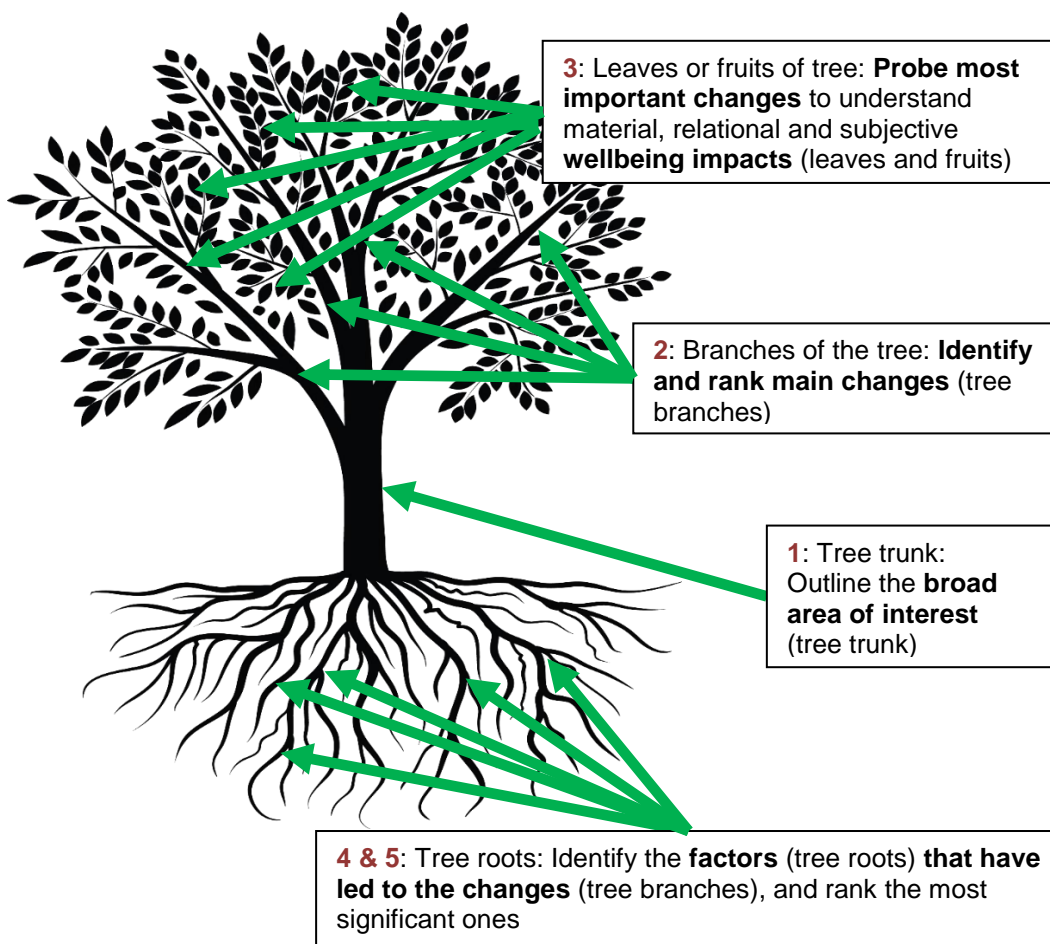 3: Leaves or fruits of tree: Probe most
important changes to understand
material, relational and subjective
wellbeing impacts (leaves and fruits)
2: Branches of the tree: Identify
and rank main changes (tree
branches)
1: Tree trunk:
Outline the broad
area of interest
(tree trunk)
4 & 5: Tree roots: Identify the factors (tree roots) that have
led to the changes (tree branches), and rank the most
significant ones